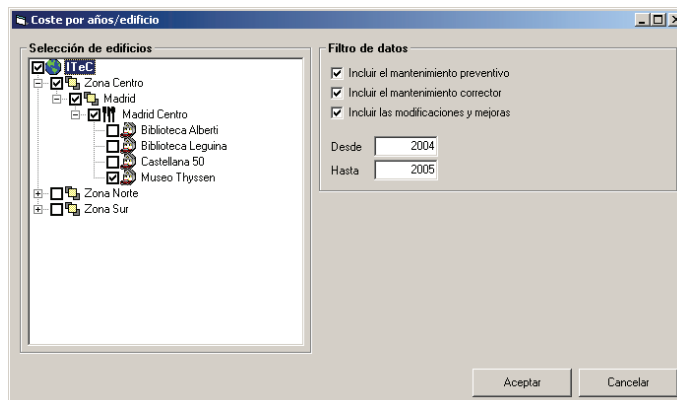 Coste por años/edificio
Selección de edificios
ITeC
Zona Centro
Madrid
Madrid Centro
Biblioteca Alberti
Biblioteca Leguina
Castellana 50
Museo Thyssen
Zona Norte
Zona Sur
Filtro de datos
Incluir el mantenimiento preventivo
Incluir el mantenimiento corrector
Incluir las modificaciones y mejoras
Desde 2004
Hasta 2005
Aceptar Cancelar